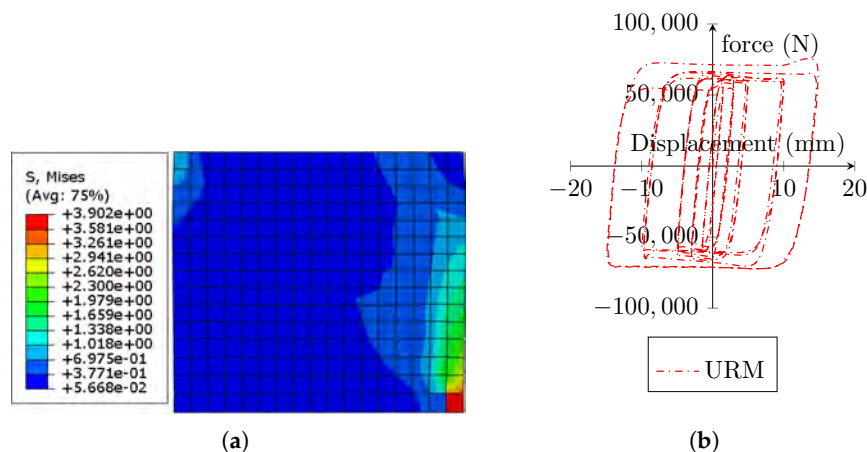 S, Mises
(Avg: 75%)
+3.902e+00
+3.581e+00
+3.261e+00
+2.941e+00
+2.620e+00
+2.300e+00
+1.979e+00
+1.659e+00
+1.338e+00
+1.018e+00
+6.975e-01
+3.771e-01
+5.668e-02
(a)
100,000
force (N)
50,000
Displacement (mm)
−20 −10 10 20
−50,000
−100,000
URM
(b)